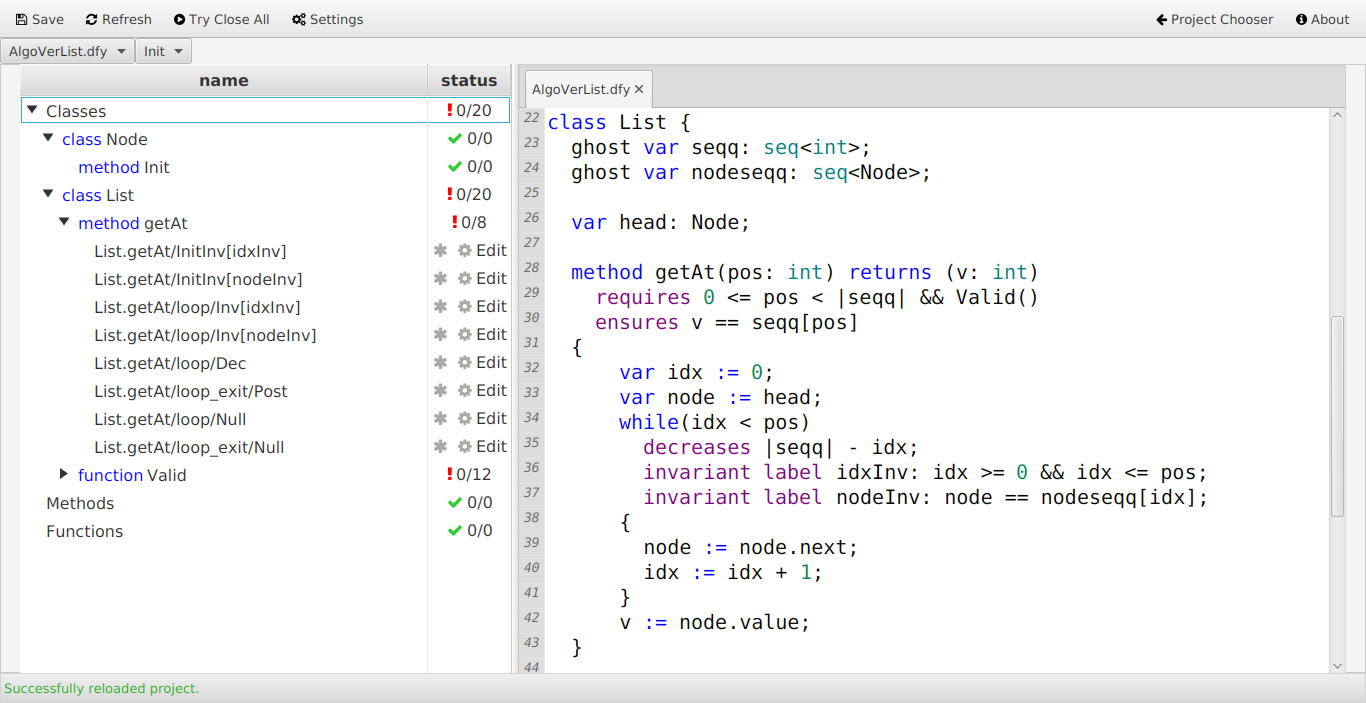 Save Refresh Try Close All Settings Project Chooser About
AlgoVerList.dfy Init
name status
Classes !0/20
class Node 0/0
method Init 0/0
class List !0/20
method getAt !0/8
List.getAt/InitInv[idxInv] Edit
List.getAt/InitInv[nodeInv] Edit
List.getAt/loop/Inv[idxInv] Edit
List.getAt/loop/Inv[nodeInv] Edit
List.getAt/loop/Dec Edit
List.getAt/loop_exit/Post Edit
List.getAt/loop/Null Edit
List.getAt/loop_exit/Null Edit
function Valid !0/12
Methods 0/0
Functions 0/0
AlgoVerList.dfy ×
22 class List {
23 ghost var seqq: seq<int>;
24 ghost var nodeseqq: seq<Node>;
25
26 var head: Node;
27
28 method getAt(pos: int) returns (v: int)
29 requires 0 <= pos < |seqq| && Valid()
30 ensures v == seqq[pos]
31 {
32 var idx := 0;
33 var node := head;
34 while(idx < pos)
35 decreases |seqq| - idx;
36 invariant label idxInv: idx >= 0 && idx <= pos;
37 invariant label nodeInv: node == nodeseqq[idx];
38 {
39 node := node.next;
40 idx := idx + 1;
41 }
42 v := node.value;
43 }
44
Successfully reloaded project.